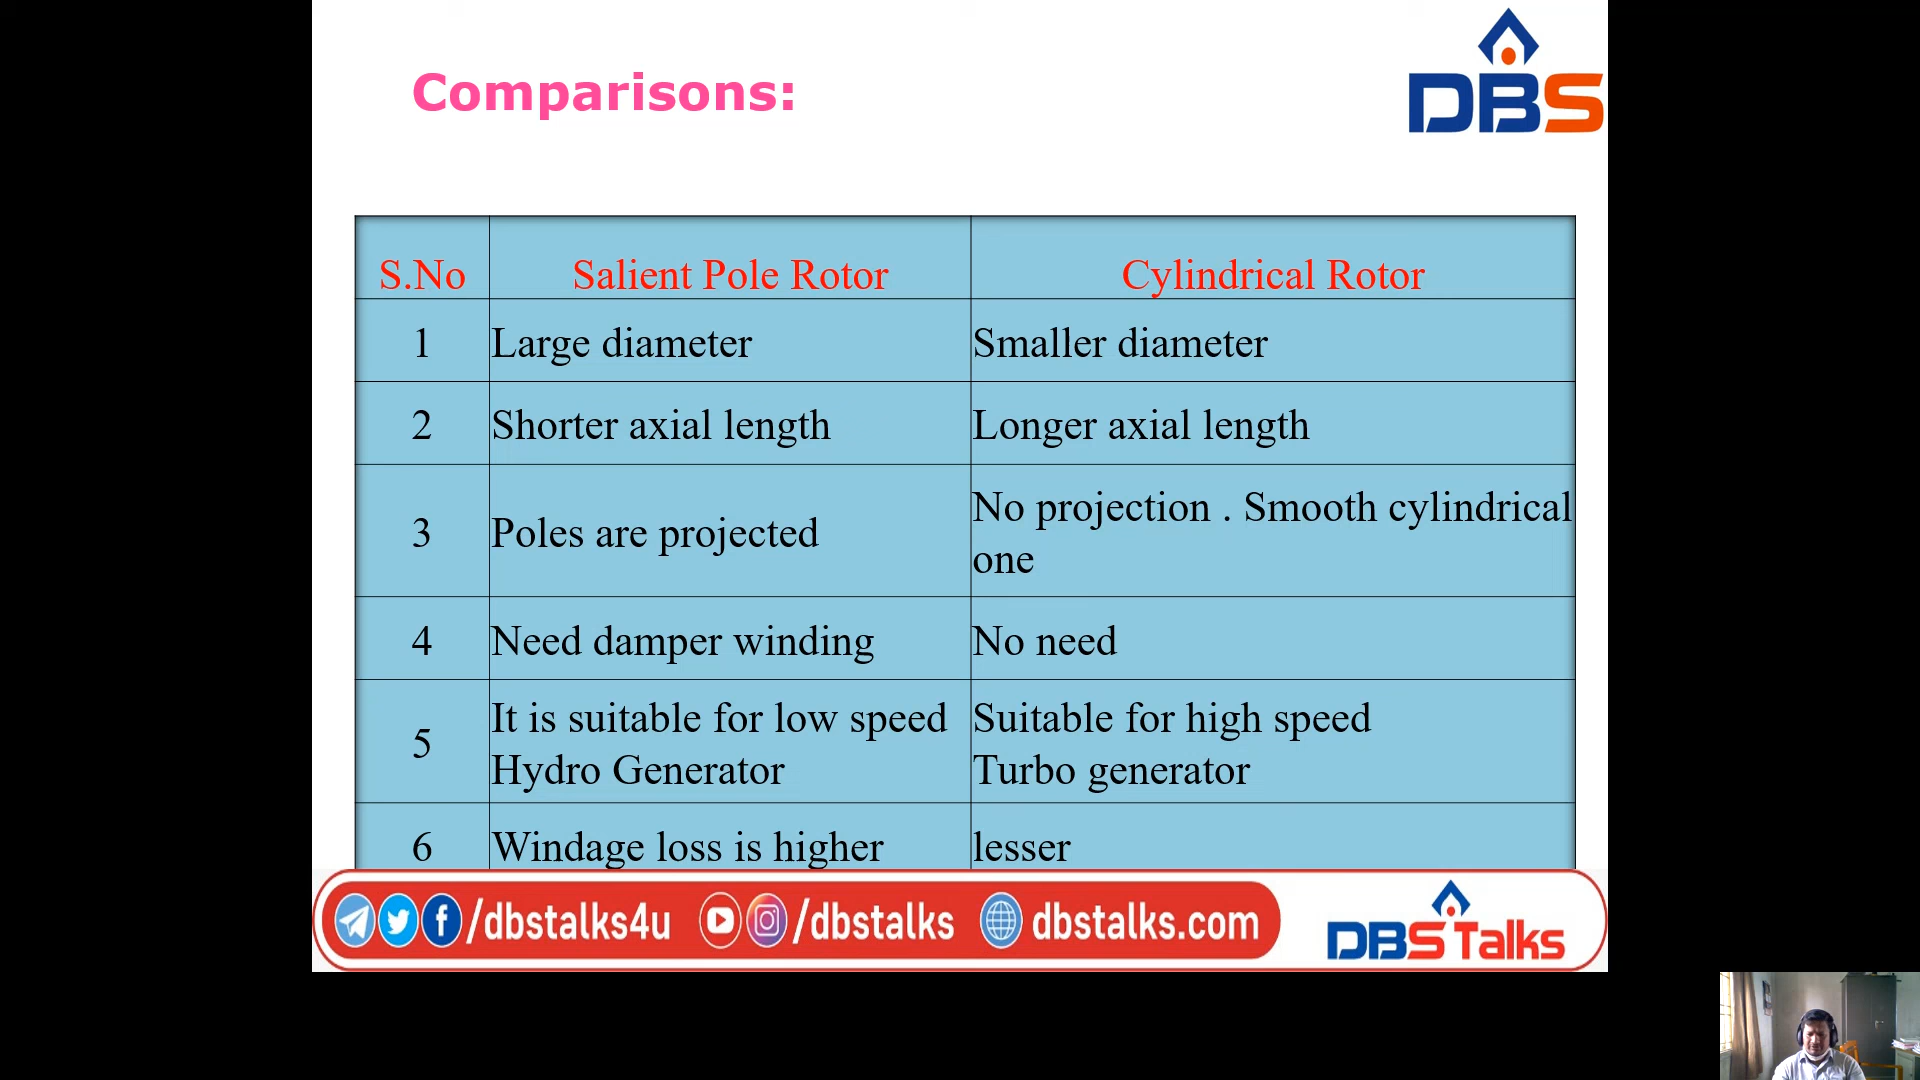 DBS
Comparisons:
S.No Salient Pole Rotor Cylindrical Rotor
1 Large diameter Smaller diameter
2 Shorter axial length Longer axial length
3 Poles are projected No projection . Smooth cylindrical
one
4 Need damper winding No need
5 It is suitable for low speed Suitable for high speed
Hydro Generator Turbo generator
6 Windage loss is higher lesser
/dbstalks4u /dbstalks dbstalks.com DBS Talks